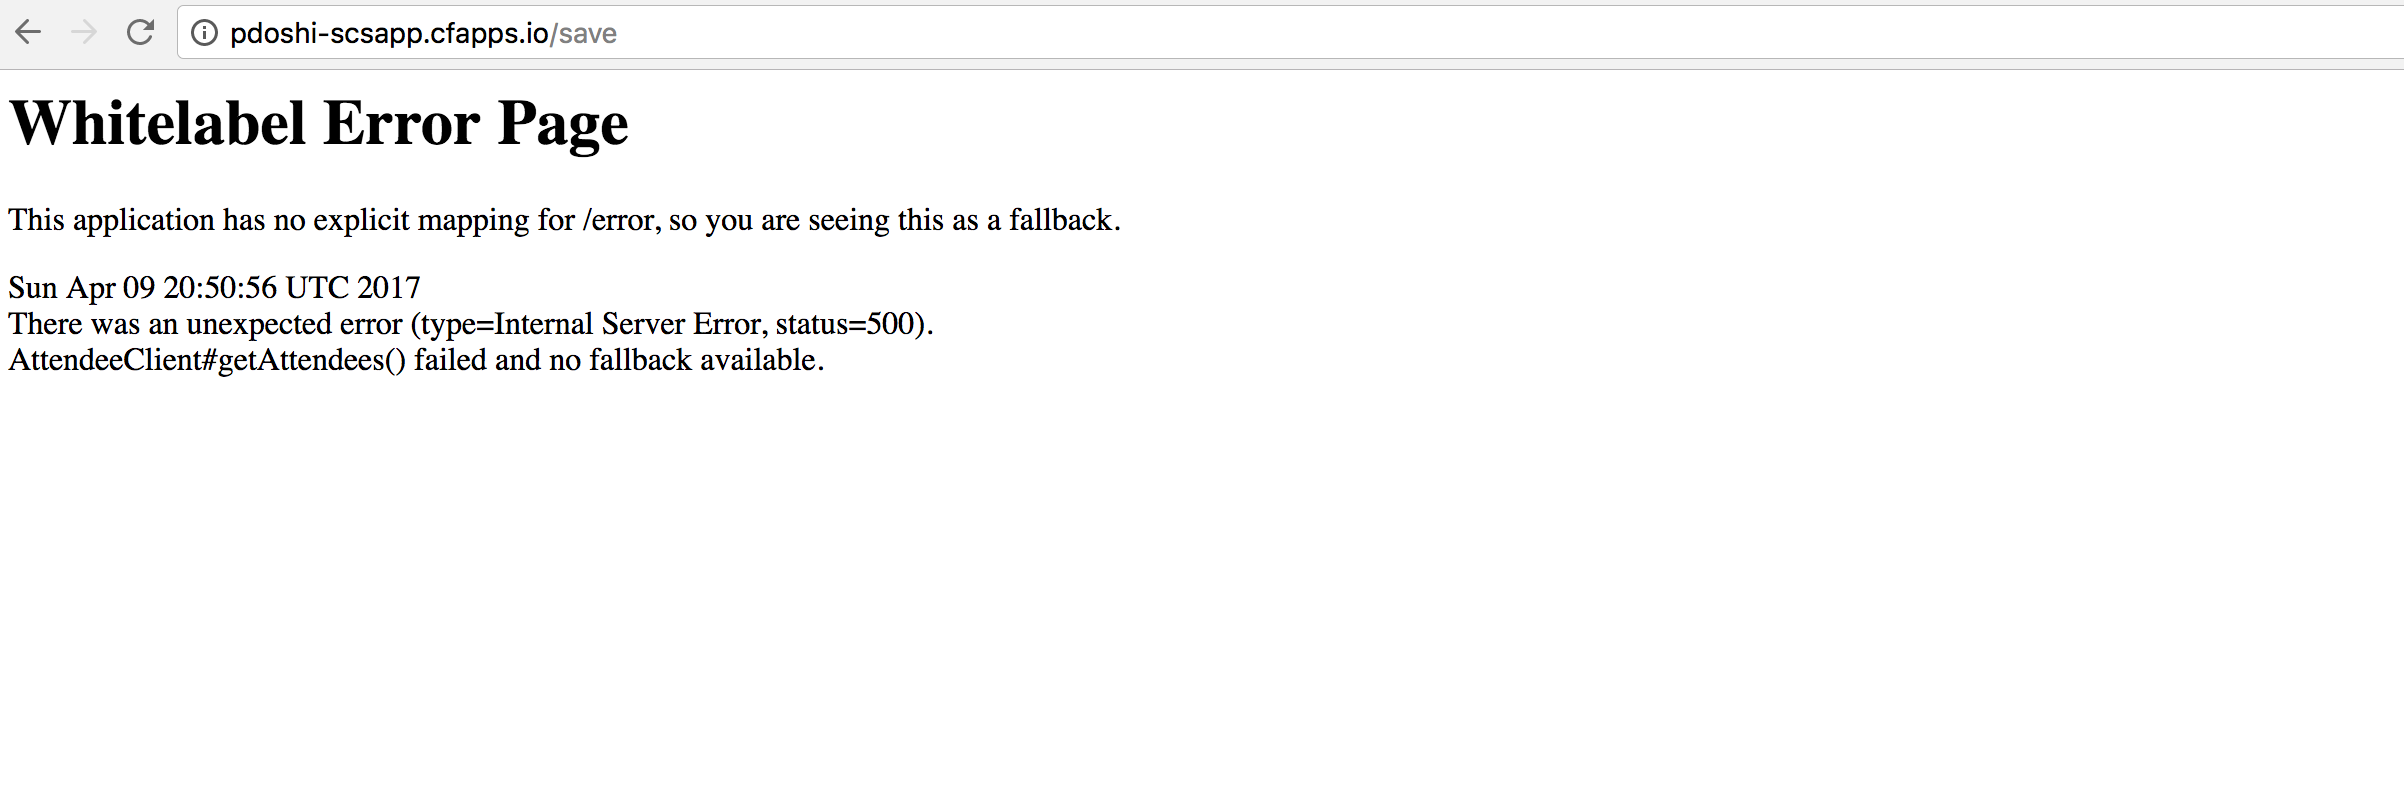 pdoshi-scsapp.cfapps.io/save
Whitelabel Error Page
This application has no explicit mapping for /error, so you are seeing this as a fallback.
Sun Apr 09 20:50:56 UTC 2017
There was an unexpected error (type=Internal Server Error, status=500).
AttendeeClient#getAttendees() failed and no fallback available.